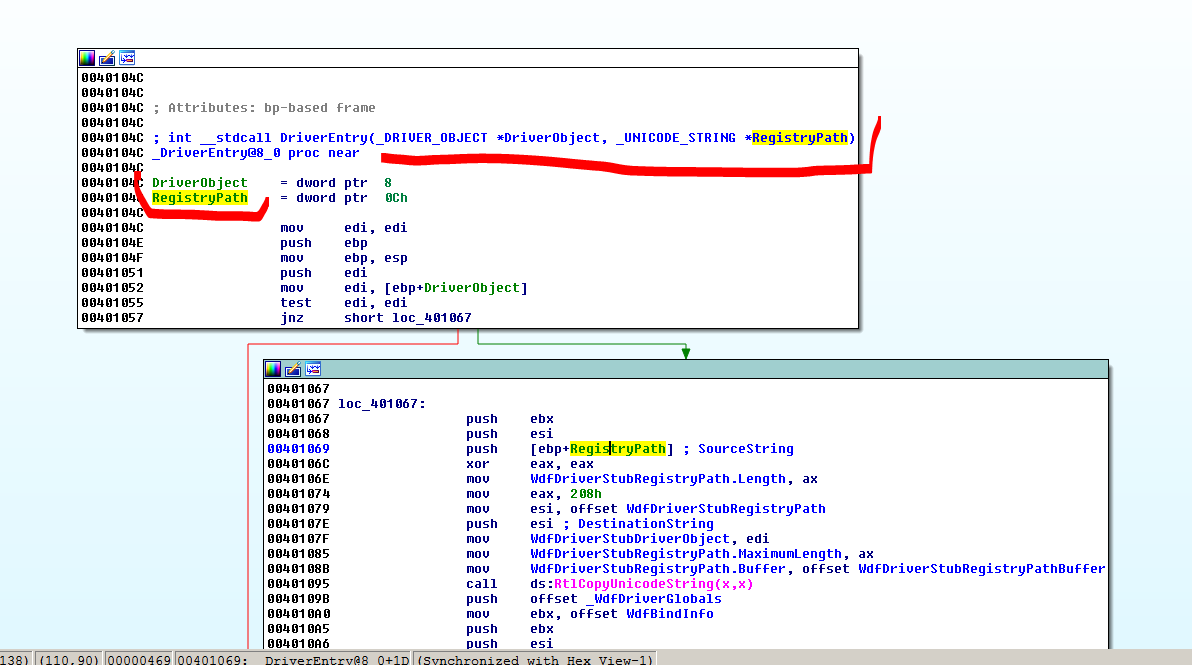 0040104C
0040104C
0040104C ; Attributes: bp-based frame
0040104C
0040104C ; int __stdcall DriverEntry(_DRIVER_OBJECT *DriverObject, _UNICODE_STRING *RegistryPath)
0040104C _DriverEntry@8_0 proc near
0040104C
0040104C DriverObject = dword ptr 8
0040104C RegistryPath = dword ptr 0Ch
0040104C
0040104C mov edi, edi
0040104E push ebp
0040104F mov ebp, esp
00401051 push edi
00401052 mov edi, [ebp+DriverObject]
00401055 test edi, edi
00401057 jnz short loc_401067
00401067
00401067 loc_401067:
00401067 push ebx
00401068 push esi
00401069 push [ebp+RegistryPath] ; SourceString
0040106C xor eax, eax
0040106E mov WdfDriverStubRegistryPath.Length, ax
00401074 mov eax, 208h
00401079 mov esi, offset WdfDriverStubRegistryPath
0040107E push esi ; DestinationString
0040107F mov WdfDriverStubDriverObject, edi
00401085 mov WdfDriverStubRegistryPath.MaximumLength, ax
0040108B mov WdfDriverStubRegistryPath.Buffer, offset WdfDriverStubRegistryPathBuffer
00401095 call ds:RtlCopyUnicodeString(x,x)
0040109B push offset _WdfDriverGlobals
004010A0 mov ebx, offset WdfBindInfo
004010A5 push ebx
004010A6 push esi
138) (110,90) 00000469 00401069: DriverEntry@8_0+1D (Synchronized with Hex View-1)